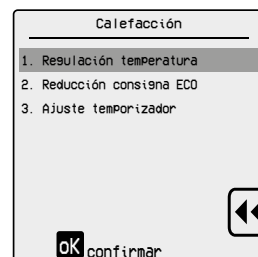 Calefacción
1. Regulación temperatura
2. Reducción consigna ECO
3. Ajuste temporizador
OK confirmar